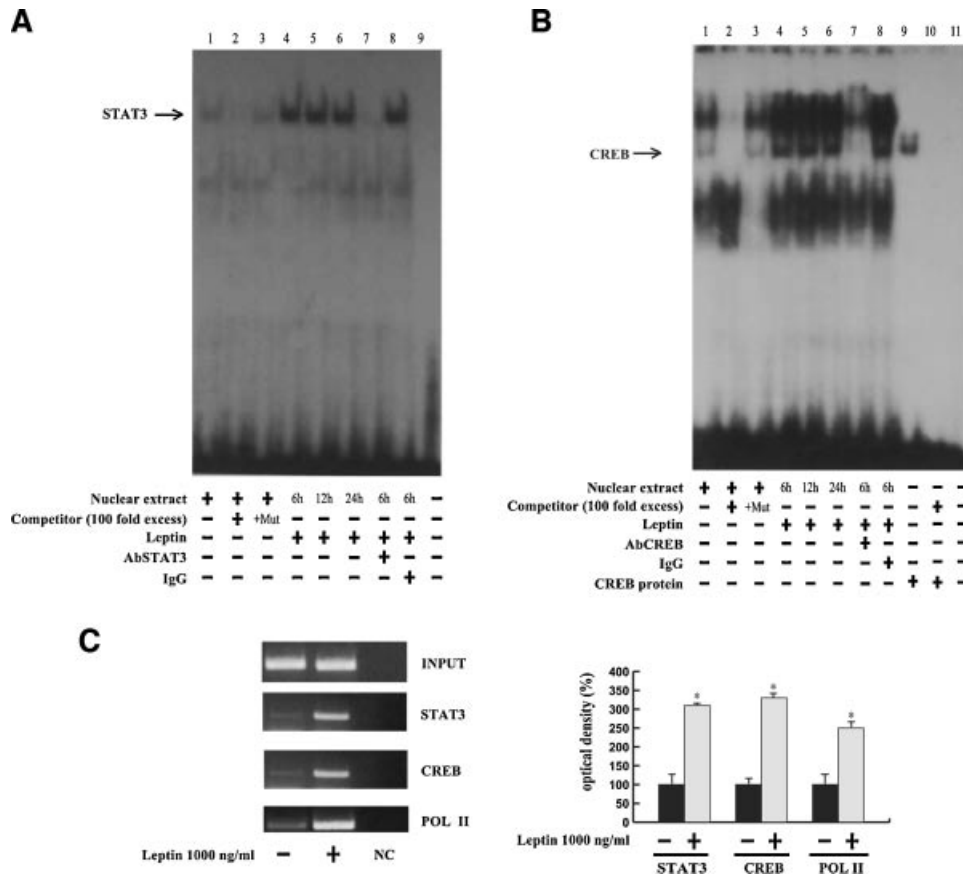 A
1 2 3 4 5 6 7 8 9
STAT3
Nuclear extract + + + 6h 12h 24h 6h 6h −
Competitor (100 fold excess) − + +Mut − − − − − −
Leptin − − − + + + + + −
AbSTAT3 − − − − − − + − −
IgG − − − − − − − + −
B
1 2 3 4 5 6 7 8 9 10 11
CREB
Nuclear extract + + + 6h 12h 24h 6h 6h − − −
Competitor (100 fold excess) − + +Mut − − − − − − + −
Leptin − − − + + + + + − − −
AbCREB − − − − − − + − − − −
IgG − − − − − − − + − − −
CREB protein − − − − − − − − + + −
C
INPUT
STAT3
CREB
POL II
Leptin 1000 ng/ml − + NC
optical density (%)
400
350
300
250
200
150
100
50
0
* * *
Leptin 1000 ng/ml − + − + − +
STAT3 CREB POL II